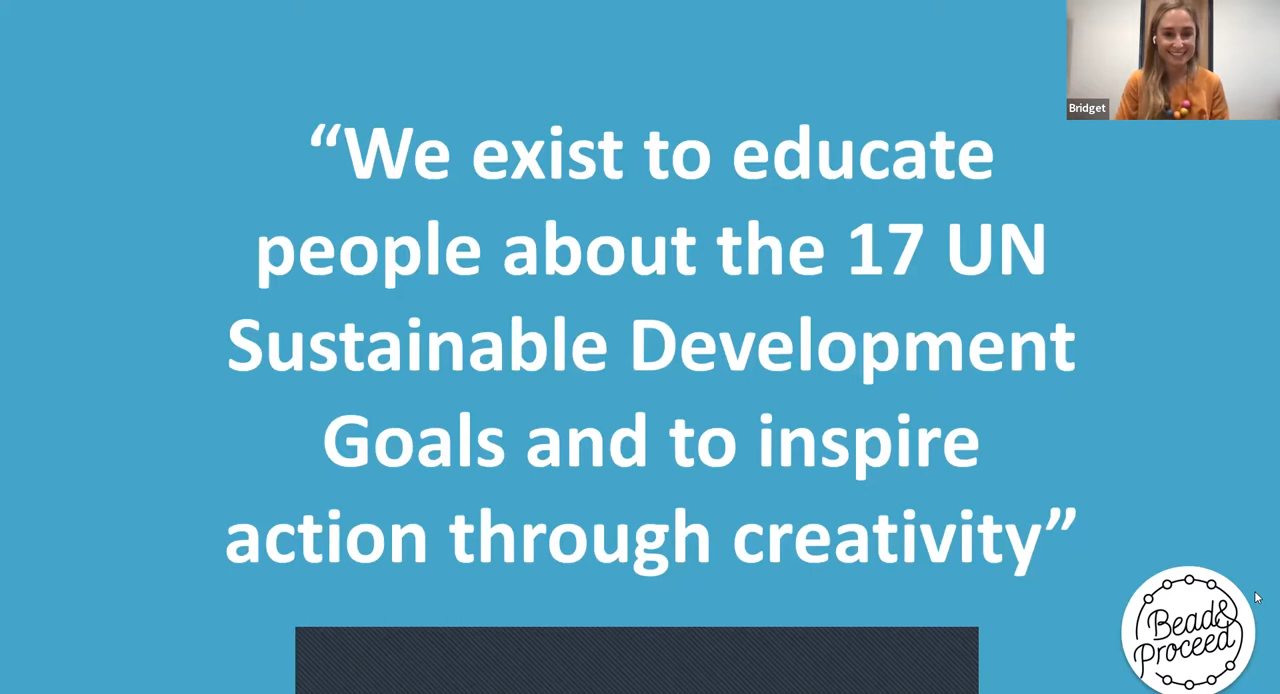 Bridget
“We exist to educate
people about the 17 UN
Sustainable Development
Goals and to inspire
action through creativity”
Bead&
Proceed